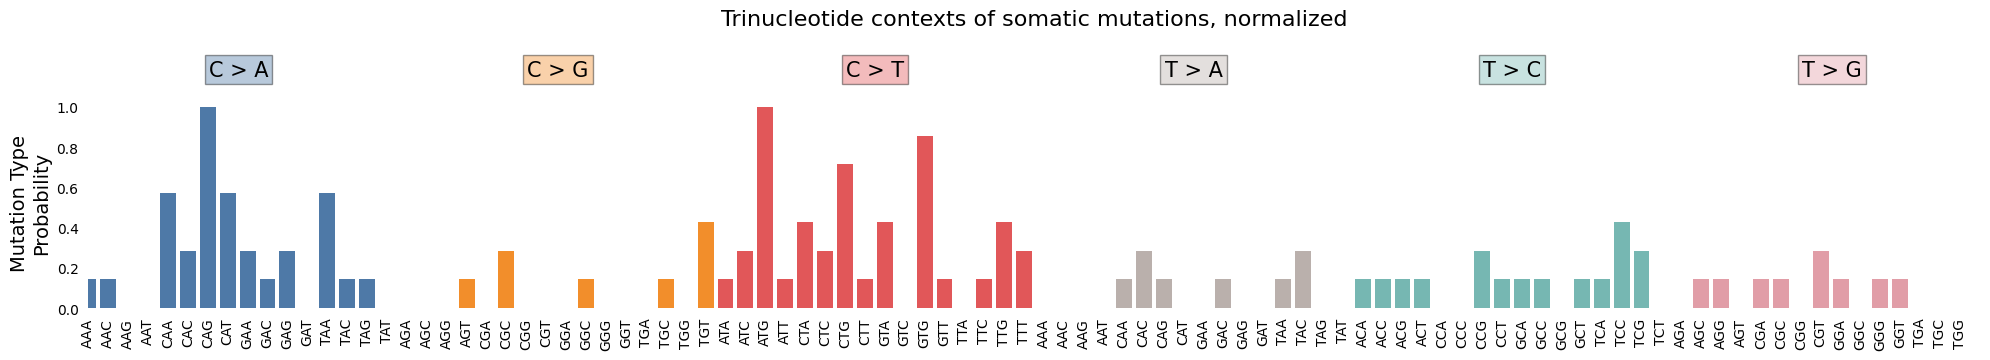 Trinucleotide contexts of somatic mutations, normalized
C > A C > G C > T T > A T > C T > G
Mutation Type
Probability
1.0
0.8
0.6
0.4
0.2
0.0
AAA AAC AAG AAT CAA CAC CAG CAT GAA GAC GAG GAT TAA TAC TAG TAT AGA AGC AGG AGT CGA CGC CGG CGT GGA GGC GGG GGT TGA TGC TGG TGT ATA ATC ATG ATT CTA CTC CTG CTT GTA GTC GTG GTT TTA TTC TTG TTT AAA AAC AAG AAT CAA CAC CAG CAT GAA GAC GAG GAT TAA TAC TAG TAT ACA ACC ACG ACT CCA CCC CCG CCT GCA GCC GCG GCT TCA TCC TCG TCT AGA AGC AGG AGT CGA CGC CGG CGT GGA GGC GGG GGT TGA TGC TGG